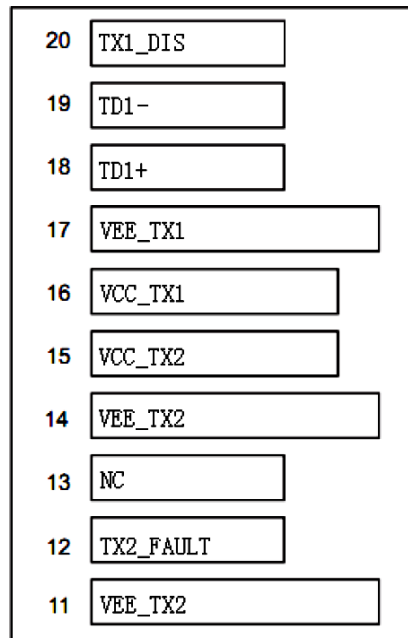 20 TX1_DIS
19 TD1-
18 TD1+
17 VEE_TX1
16 VCC_TX1
15 VCC_TX2
14 VEE_TX2
13 NC
12 TX2_FAULT
11 VEE_TX2